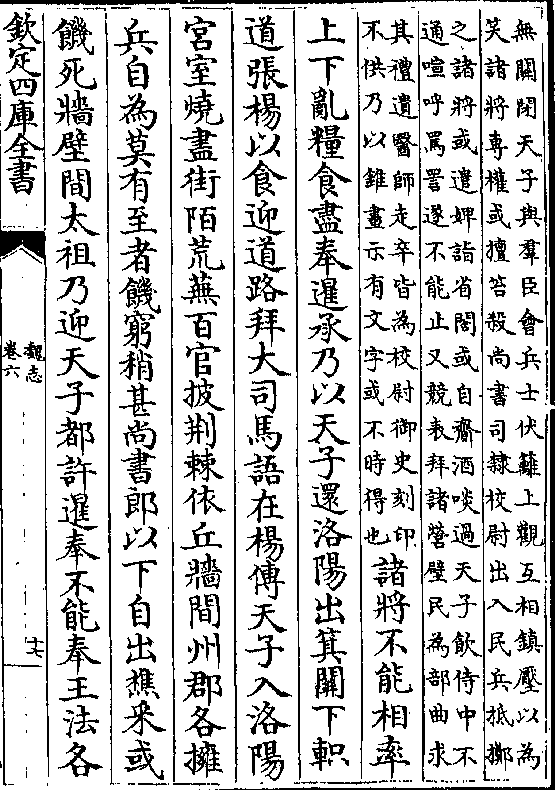 無關閉天子與羣臣會兵士伏籬上觀互相鎮壓以為
笑諸將専權或擅笞殺尚書司隸校尉出入民兵抵擲
之諸將或遣婢詣省閤或自齎酒啖過天子飲侍中不
通喧呼罵詈遂不能止又競表拜諸營壁民為部曲求
其禮遺醫師走卒皆為校尉御史刻印
不供乃以錐畫示有文字或不時得也
諸將不能相率
上下亂糧食盡奉暹承乃以天子還洛陽出箕關下軹
道張楊以食迎道路拜大司馬語在楊傳天子入洛陽
宮室燒盡街陌荒蕪百官披荆棘依丘牆間州郡各擁
兵自為莫有至者饑窮稍甚尚書郎以下自出樵采或
饑死牆壁間太祖乃迎天子都許暹奉不能奉王法各
欽定四庫全書
魏志
卷六